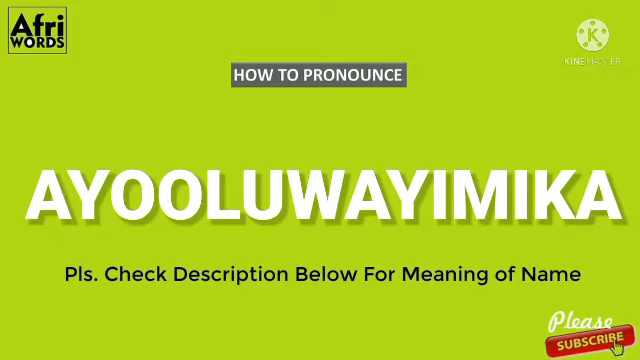 Afri
WORDS
K
KINEMASTER
HOW TO PRONOUNCE
AYOOLUWAYIMIKA
Pls. Check Description Below For Meaning of Name
Please
SUBSCRIBE